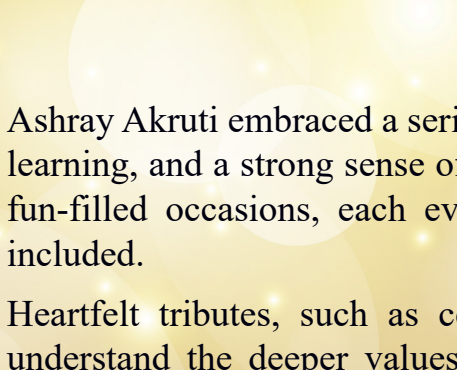 Ashray Akruti embraced a seri
learning, and a strong sense o
fun-filled occasions, each ev
included.
Heartfelt tributes, such as c
understand the deeper values